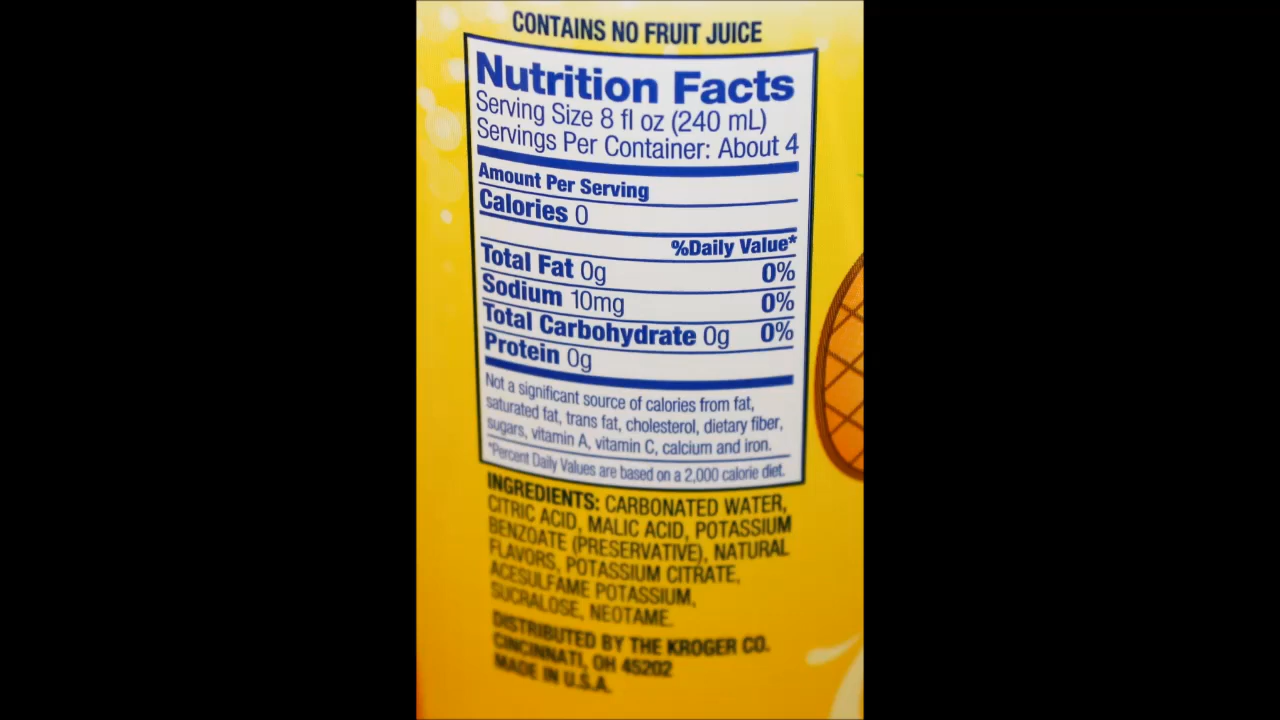 CONTAINS NO FRUIT JUICE
Nutrition Facts
Serving Size 8 fl oz (240 mL)
Servings Per Container: About 4
Amount Per Serving
Calories 0
%Daily Value*
Total Fat 0g 0%
Sodium 10mg 0%
Total Carbohydrate 0g 0%
Protein 0g
Not a significant source of calories from fat,
saturated fat, trans fat, cholesterol, dietary fiber,
sugars, vitamin A, vitamin C, calcium and iron.
*Percent Daily Values are based on a 2,000 calorie diet.
INGREDIENTS: CARBONATED WATER,
CITRIC ACID, MALIC ACID, POTASSIUM
BENZOATE (PRESERVATIVE), NATURAL
FLAVORS, POTASSIUM CITRATE,
ACESULFAME POTASSIUM,
SUCRALOSE, NEOTAME.
DISTRIBUTED BY THE KROGER CO.
CINCINNATI, OH 45202
MADE IN U.S.A.